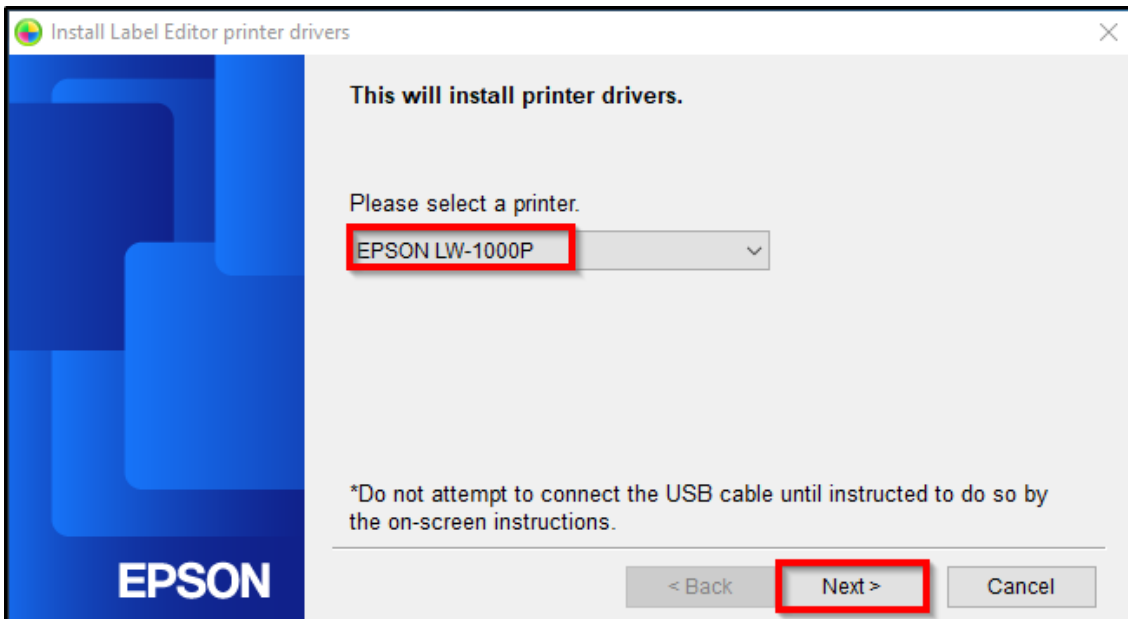 Install Label Editor printer drivers
This will install printer drivers.
Please select a printer.
EPSON LW-1000P
*Do not attempt to connect the USB cable until instructed to do so by
the on-screen instructions.
EPSON
< Back
Next >
Cancel